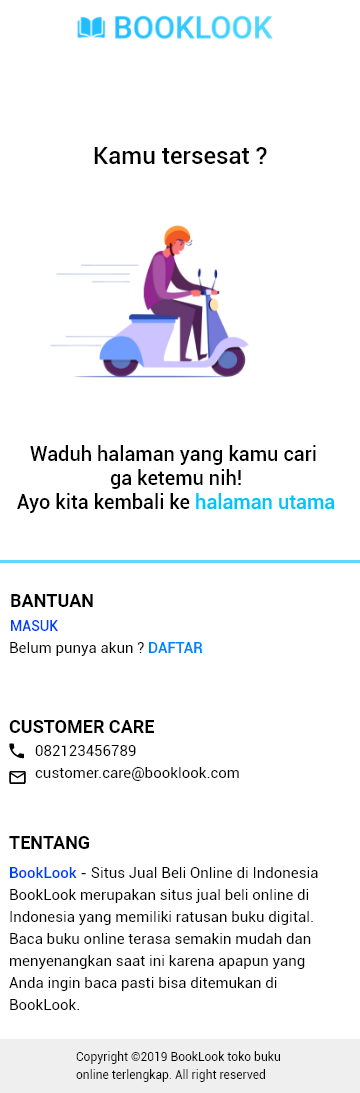 BOOKLOOK
Kamu tersesat ?
Waduh halaman yang kamu cari
ga ketemu nih!
Ayo kita kembali ke halaman utama
BANTUAN
MASUK
Belum punya akun ? DAFTAR
CUSTOMER CARE
082123456789
customer.care@booklook.com
TENTANG
BookLook - Situs Jual Beli Online di Indonesia
BookLook merupakan situs jual beli online di
Indonesia yang memiliki ratusan buku digital.
Baca buku online terasa semakin mudah dan
menyenangkan saat ini karena apapun yang
Anda ingin baca pasti bisa ditemukan di
BookLook.
Copyright ©2019 BookLook toko buku
online terlengkap. All right reserved